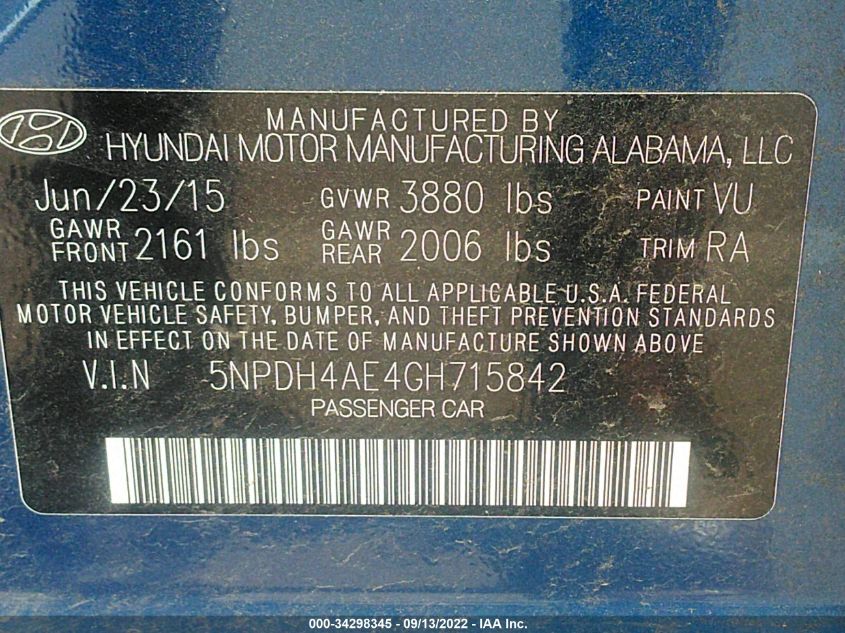 MANUFACTURED BY
HYUNDAI MOTOR MANUFACTURING ALABAMA, LLC
Jun/23/15 GVWR 3880 lbs PAINT VU
GAWR FRONT 2161 lbs GAWR REAR 2006 lbs TRIM RA
THIS VEHICLE CONFORMS TO ALL APPLICABLE U.S.A. FEDERAL
MOTOR VEHICLE SAFETY, BUMPER, AND THEFT PREVENTION STANDARDS
IN EFFECT ON THE DATE OF MANUFACTURE SHOWN ABOVE.
V.I.N 5NPDH4AE4GH715842
PASSENGER CAR
000-34298345 - 09/13/2022 - IAA Inc.